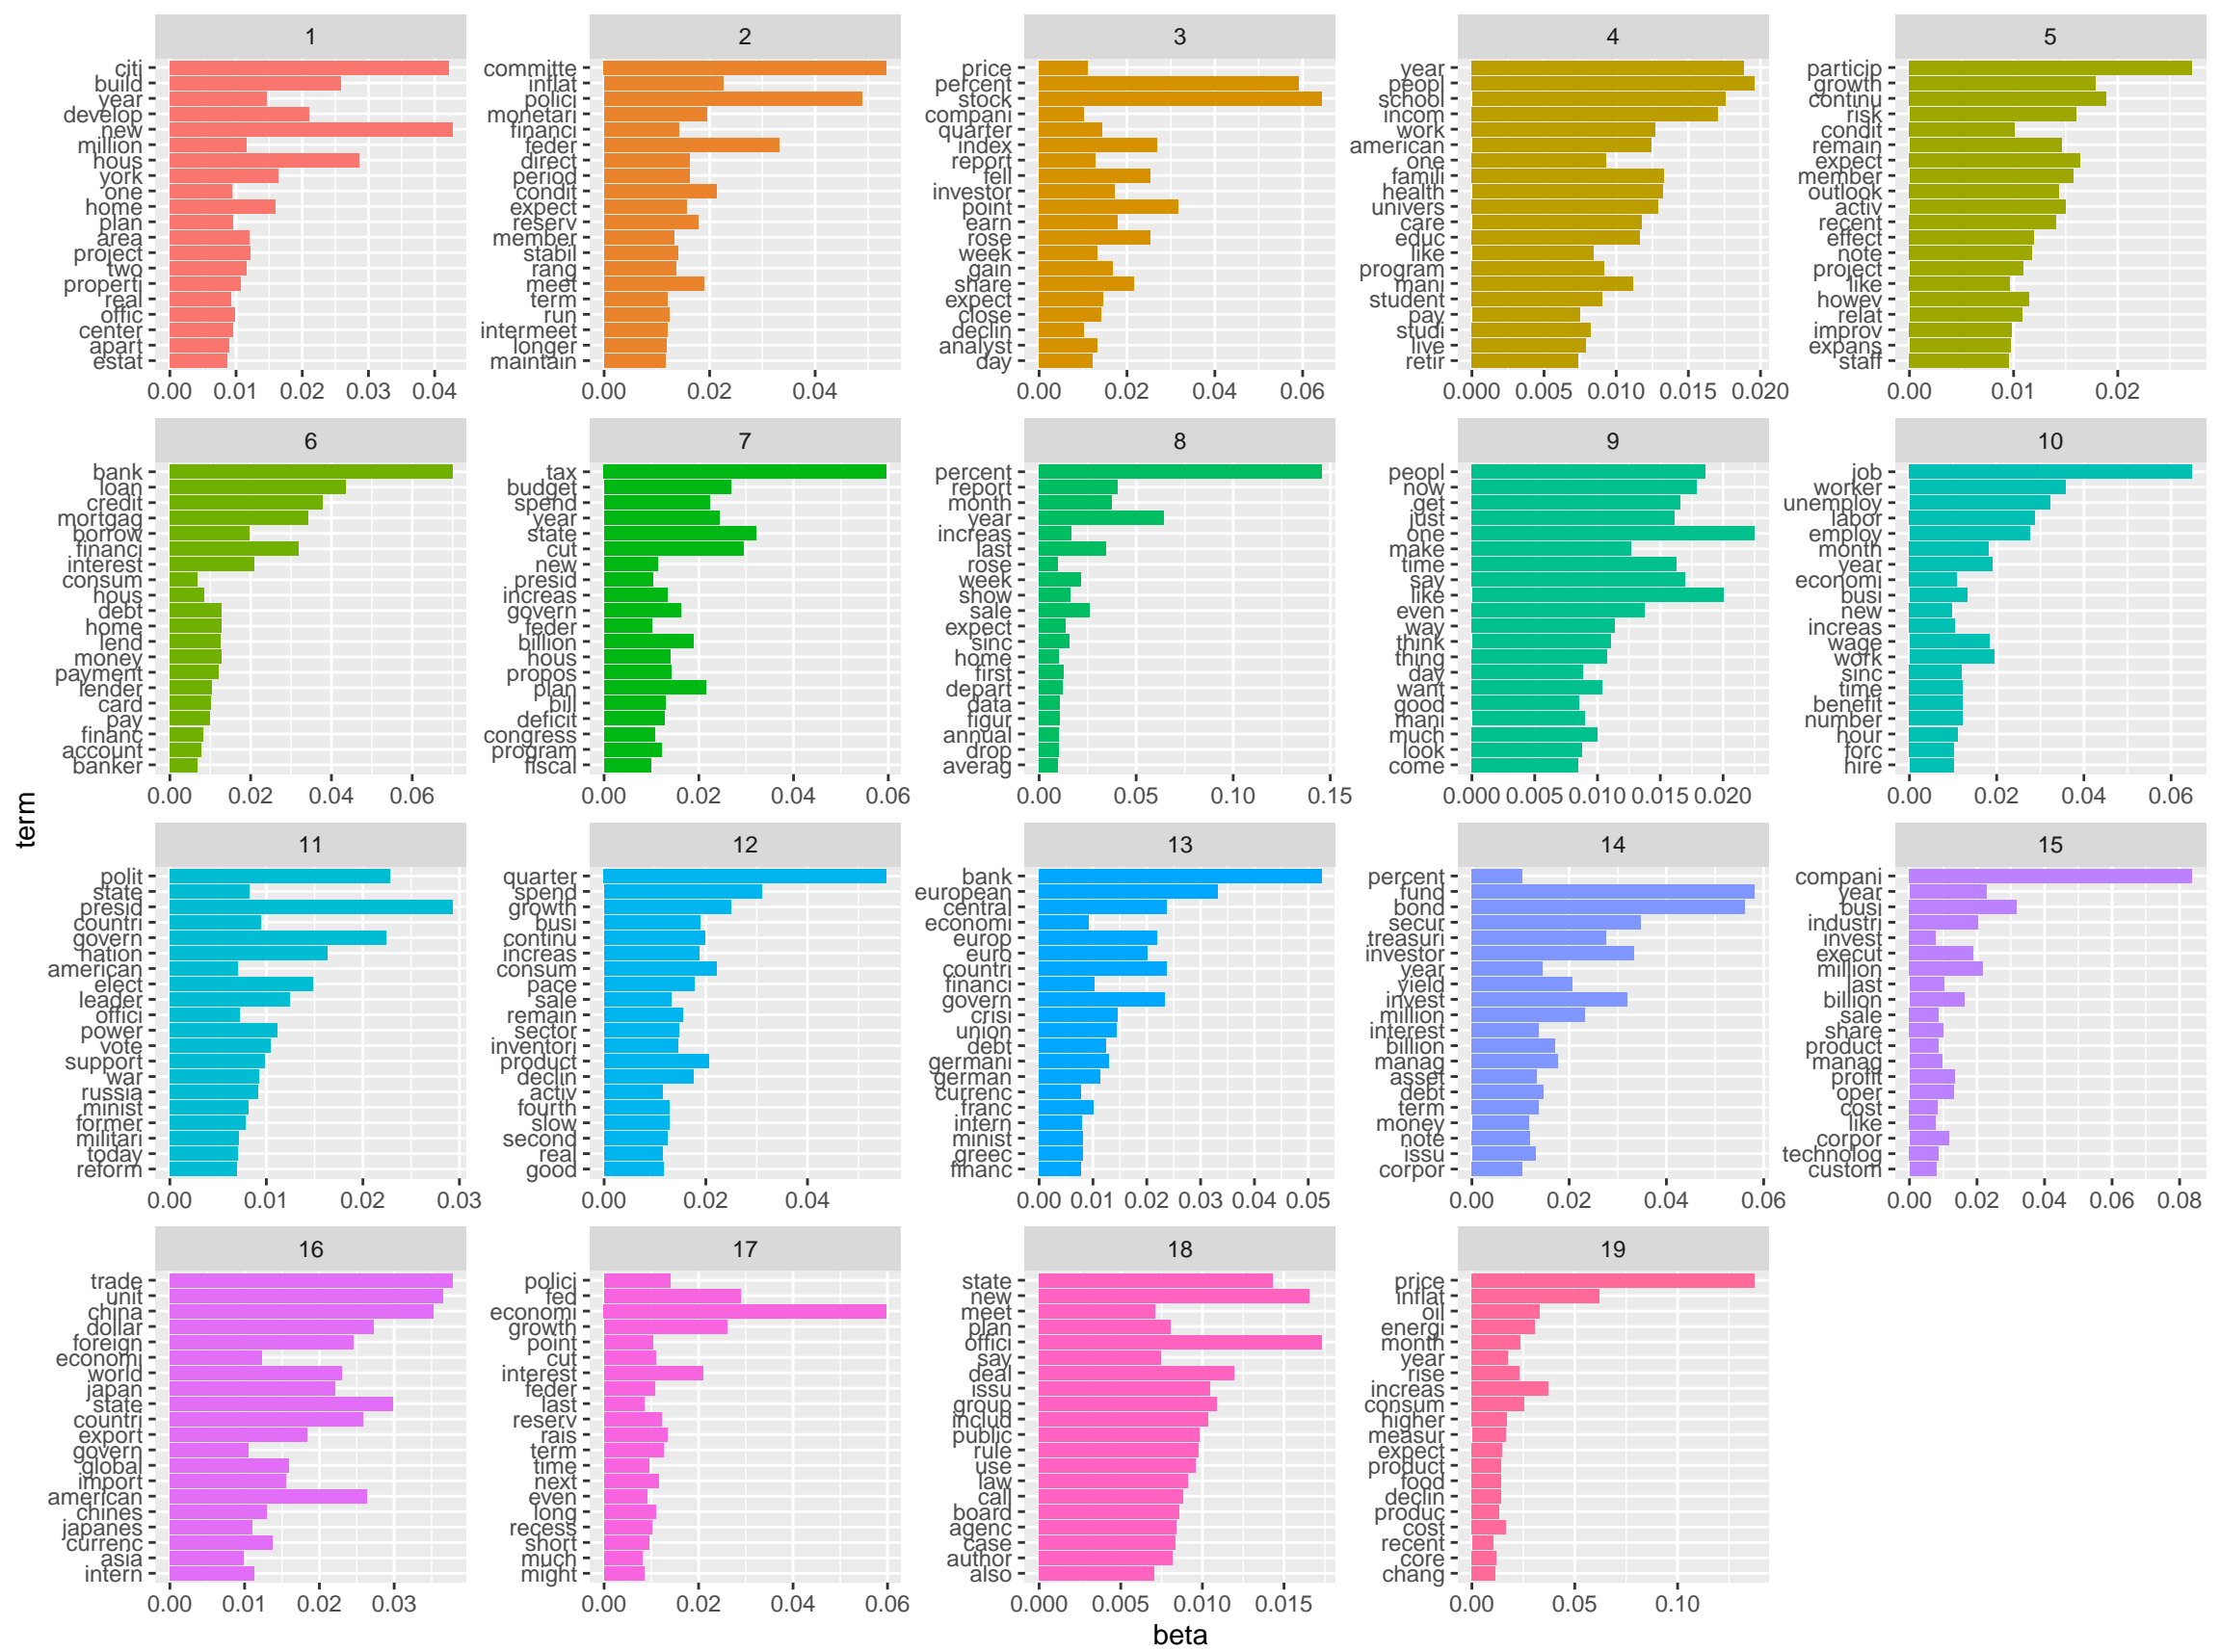 1
citi
build
year
develop
new
million
hous
york
one
home
plan
area
project
two
properti
real
offic
center
apart
estat
0.00 0.01 0.02 0.03 0.04
2
committe
inflat
polici
monetari
financi
feder
direct
period
condit
expect
reserv
member
stabil
rang
meet
term
run
intermeet
longer
maintain
0.00 0.02 0.04
3
price
percent
stock
compani
quarter
index
report
fell
investor
point
earn
rose
week
gain
share
expect
close
declin
analyst
day
0.00 0.02 0.04 0.06
4
year
peopl
school
incom
work
american
one
famili
health
univers
care
educ
like
program
mani
student
pay
studi
live
retir
0.000 0.005 0.010 0.015 0.020
5
particip
growth
continu
risk
condit
remain
expect
member
outlook
activ
recent
effect
note
project
like
howev
relat
improv
expans
staff
0.00 0.01 0.02
6
bank
loan
credit
mortgag
borrow
financi
interest
consum
hous
debt
home
lend
money
payment
lender
card
pay
financ
account
banker
0.00 0.02 0.04 0.06
7
tax
budget
spend
year
state
cut
new
presid
increas
govern
feder
billion
hous
propos
plan
bill
deficit
congress
program
fiscal
0.00 0.02 0.04 0.06
8
percent
report
month
year
increas
last
rose
week
show
sale
expect
sinc
home
first
depart
data
figur
annual
drop
averag
0.00 0.05 0.10 0.15
9
peopl
now
get
just
one
make
time
say
like
even
way
think
thing
day
want
good
mani
much
look
come
0.000 0.005 0.010 0.015 0.020
10
job
worker
unemploy
labor
employ
month
year
economi
busi
new
increas
wage
work
sinc
time
benefit
number
hour
forc
hire
0.00 0.02 0.04 0.06
term
11
polit
state
presid
countri
govern
nation
american
elect
leader
offici
power
vote
support
war
russia
minist
former
militari
today
reform
0.00 0.01 0.02 0.03
12
quarter
spend
growth
busi
continu
increas
consum
pace
sale
remain
sector
inventori
product
declin
activ
fourth
slow
second
real
good
0.00 0.02 0.04
13
bank
european
central
economi
europ
euro
countri
financi
govern
crisi
union
debt
germani
german
currenc
franc
intern
minist
greec
financ
0.00 0.01 0.02 0.03 0.04 0.05
14
percent
fund
bond
secur
treasuri
investor
year
yield
invest
million
interest
billion
manag
asset
debt
term
money
note
issu
corpor
0.00 0.02 0.04 0.06
15
compani
year
busi
industri
invest
execut
million
last
billion
sale
share
product
manag
profit
oper
cost
like
corpor
technolog
custom
0.00 0.02 0.04 0.06 0.08
16
trade
unit
china
dollar
foreign
economi
world
japan
state
countri
export
govern
global
import
american
chines
japanes
currenc
asia
intern
0.00 0.01 0.02 0.03
17
polici
fed
economi
growth
point
cut
interest
feder
last
reserv
rais
term
time
next
even
long
recess
short
much
might
0.00 0.02 0.04 0.06
18
state
new
meet
plan
offici
say
deal
issu
group
includ
public
rule
use
law
call
board
agenc
case
author
also
0.000 0.005 0.010 0.015
19
price
inflat
oil
energi
month
year
rise
increas
consum
higher
measur
expect
product
food
declin
produc
cost
recent
core
chang
0.00 0.05 0.10
beta